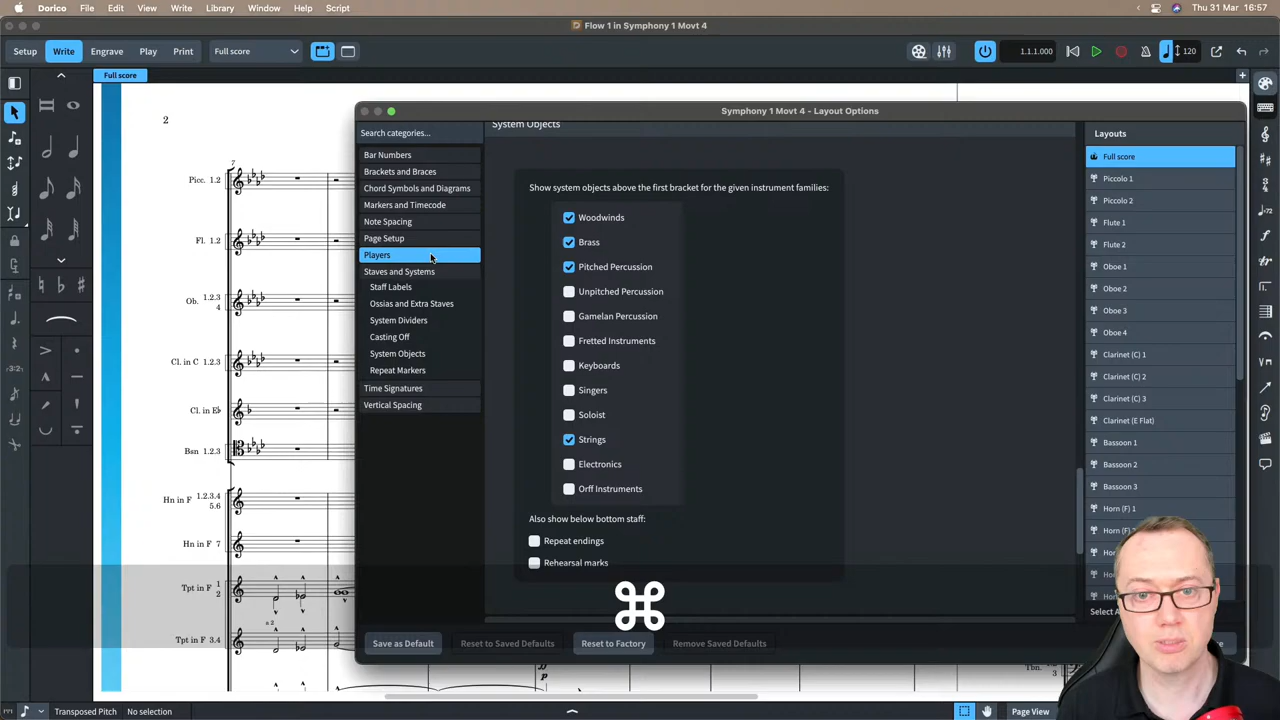 Dorico File Edit View Write Library Window Help Script Thu 31 Mar 16:57
Flow 1 in Symphony 1 Movt 4
Setup Write Engrave Play Print Full score 1.1.1.000 120
Full score
2
7
Picc. 1.2
Fl. 1.2
Ob. 1.2.3
4
Cl. in C 1.2.3
Cl. in E♭
Bsn 1.2.3
Hn in F 1.2.3.4
5.6
Hn in F 7
Tpt in F 1
2
a 2
Tpt in F 3.4
Symphony 1 Movt 4 - Layout Options
Search categories...
Bar Numbers
Brackets and Braces
Chord Symbols and Diagrams
Markers and Timecode
Note Spacing
Page Setup
Players
Staves and Systems
Staff Labels
Ossias and Extra Staves
System Dividers
Casting Off
System Objects
Repeat Markers
Time Signatures
Vertical Spacing
System Objects
Show system objects above the first bracket for the given instrument families:
Woodwinds
Brass
Pitched Percussion
Unpitched Percussion
Gamelan Percussion
Fretted Instruments
Keyboards
Singers
Soloist
Strings
Electronics
Orff Instruments
Also show below bottom staff:
Repeat endings
Rehearsal marks
⌘
Layouts
Full score
Piccolo 1
Piccolo 2
Flute 1
Flute 2
Oboe 1
Oboe 2
Oboe 3
Oboe 4
Clarinet (C) 1
Clarinet (C) 2
Clarinet (C) 3
Clarinet (E Flat)
Bassoon 1
Bassoon 2
Bassoon 3
Horn (F) 1
Select A
Save as Default Reset to Saved Defaults Reset to Factory Remove Saved Defaults
Tbn.
Transposed Pitch No selection Page View